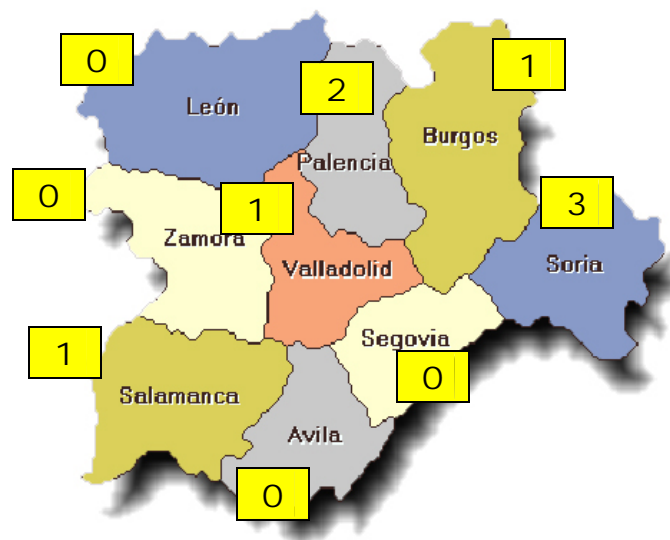 0
León
2
Palencia
1
Burgos
0
Zamora
1
Valladolid
3
Soria
1
Salamanca
Segovia
0
Avila
0